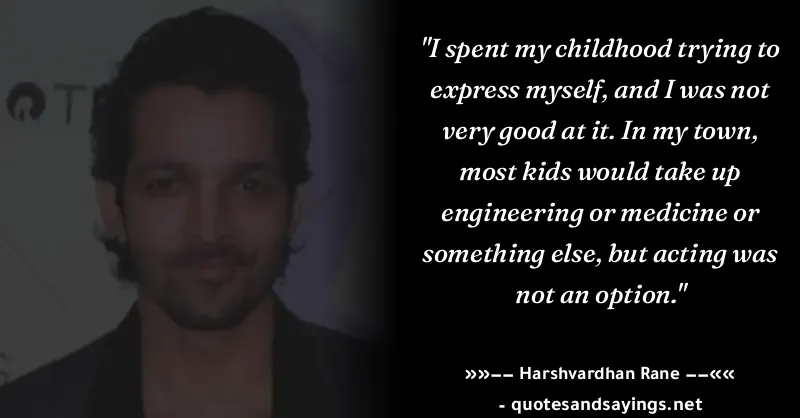 "I spent my childhood trying to
express myself, and I was not
very good at it. In my town,
most kids would take up
engineering or medicine or
something else, but acting was
not an option."
»»−− Harshvardhan Rane −−««
- quotesandsayings.net